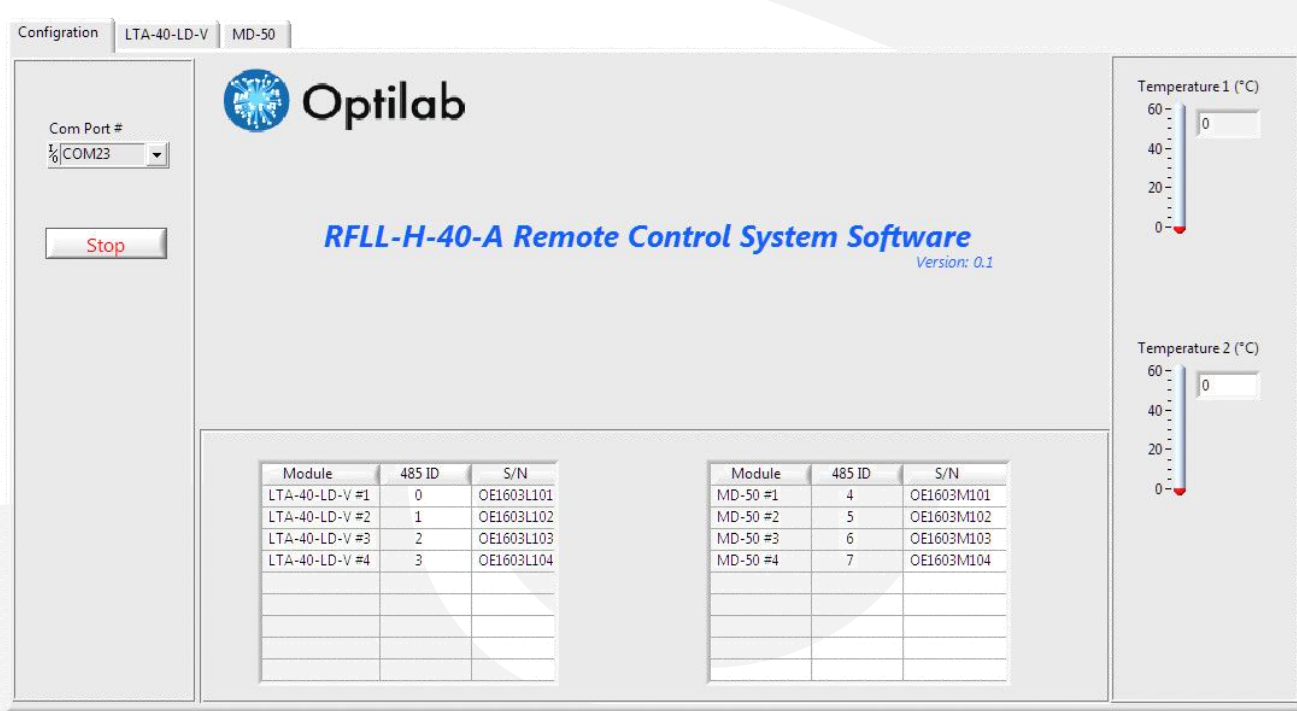 Configration LTA-40-LD-V MD-50
Com Port #
I/O COM23
Stop
Optilab
RFLL-H-40-A Remote Control System Software
Version: 0.1
Module 485 ID S/N
LTA-40-LD-V #1 0 OE1603L101
LTA-40-LD-V #2 1 OE1603L102
LTA-40-LD-V #3 2 OE1603L103
LTA-40-LD-V #4 3 OE1603L104
Module 485 ID S/N
MD-50 #1 4 OE1603M101
MD-50 #2 5 OE1603M102
MD-50 #3 6 OE1603M103
MD-50 #4 7 OE1603M104
Temperature 1 (°C)
60
0
40
20
0
Temperature 2 (°C)
60
0
40
20
0